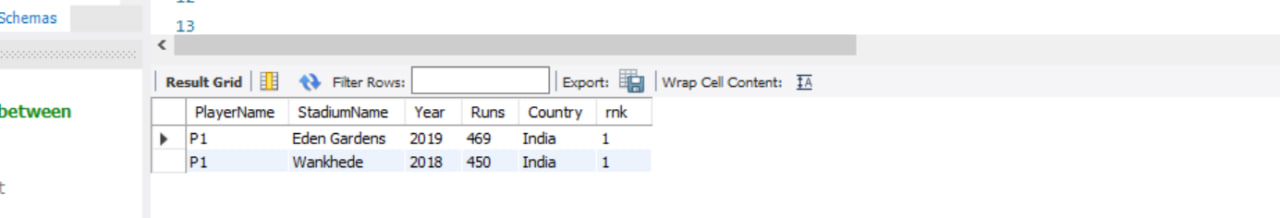 12
Schemas
13
Result Grid Filter Rows: Export: Wrap Cell Content: IA
between
PlayerName StadiumName Year Runs Country rnk
P1 Eden Gardens 2019 469 India 1
P1 Wankhede 2018 450 India 1
t